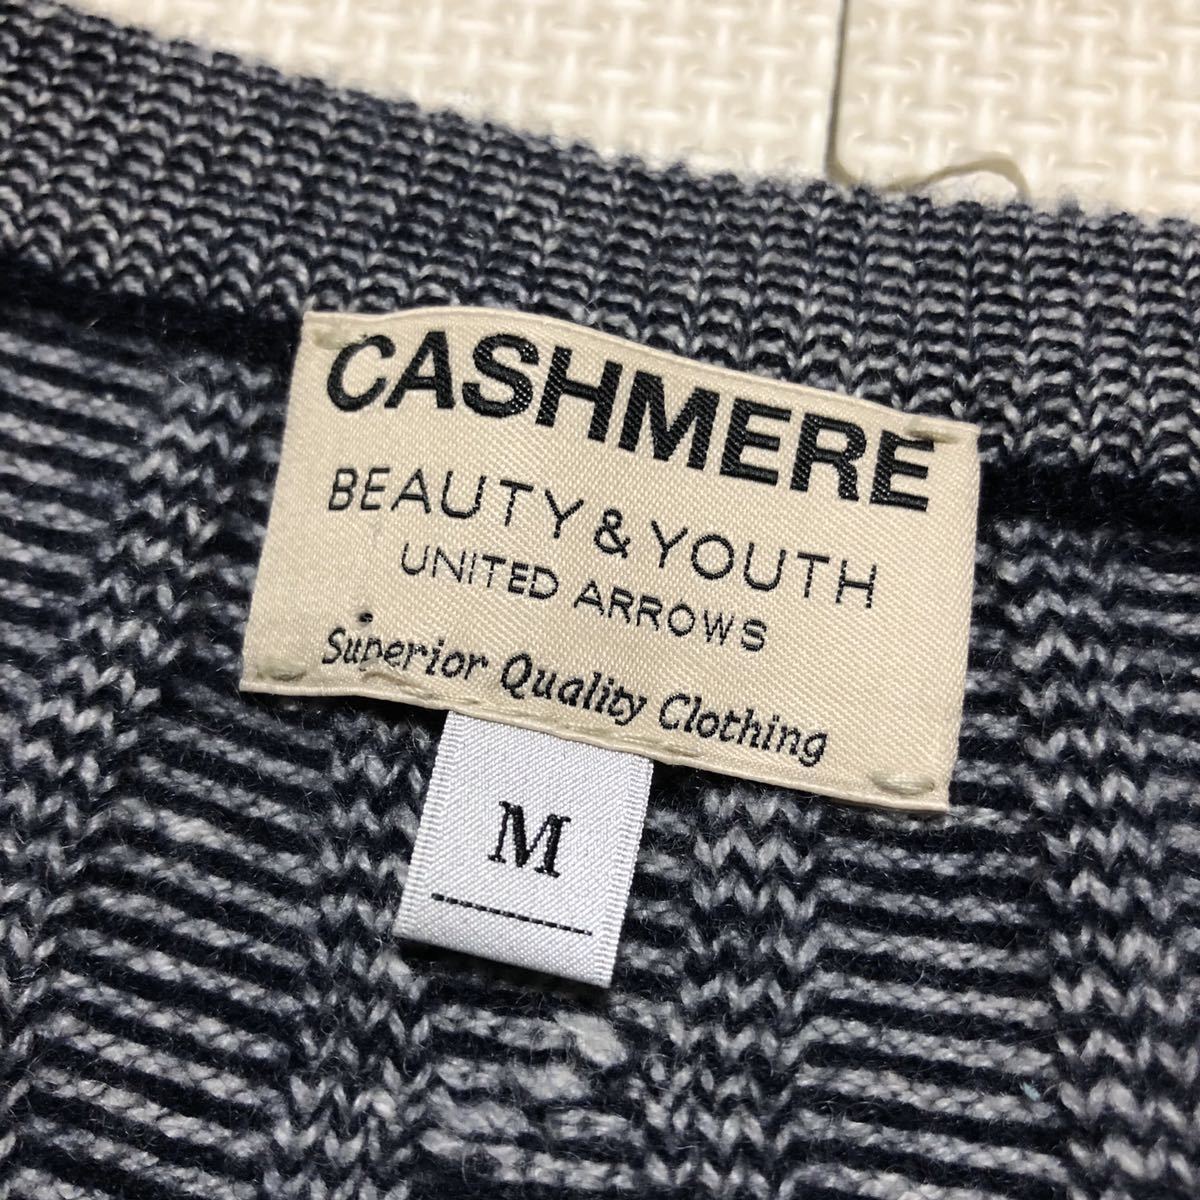 CASHMERE
BEAUTY & YOUTH
UNITED ARROWS
Superior Quality Clothing
M